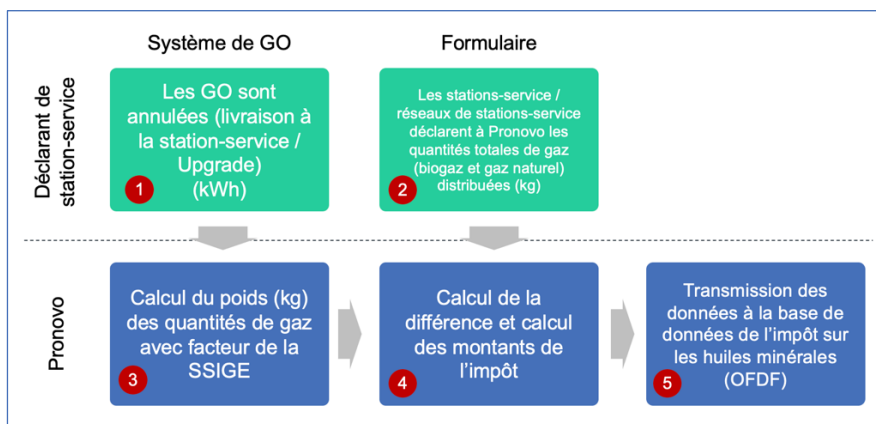 Système de GO
Formulaire
Déclarant de
station-service
Les GO sont
annulées (livraison à
la station-service /
Upgrade)
(kWh)
1
Les stations-service /
réseaux de stations-service
déclarent à Pronovo les
quantités totales de gaz
(biogaz et gaz naturel)
distribuées (kg)
2
Pronovo
Calcul du poids (kg)
des quantités de gaz
avec facteur de la
SSIGE
3
Calcul de la
différence et calcul
des montants de
l’impôt
4
Transmission des
données à la base de
données de l’impôt sur
les huiles minérales
(OFDF)
5